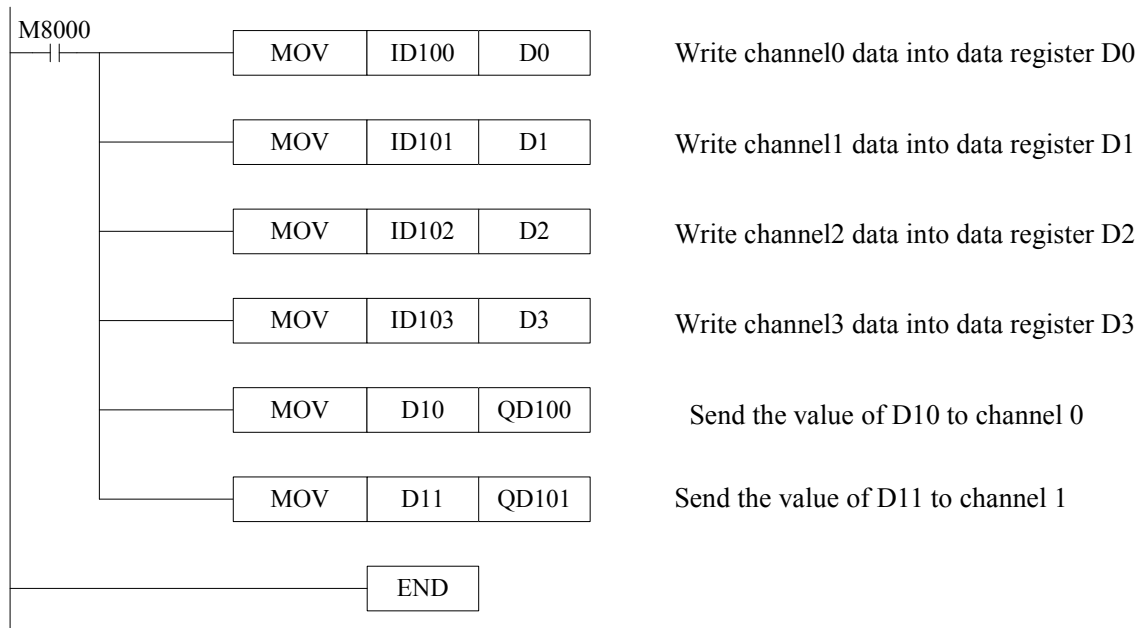 M8000
MOV ID100 D0 Write channel0 data into data register D0
MOV ID101 D1 Write channel1 data into data register D1
MOV ID102 D2 Write channel2 data into data register D2
MOV ID103 D3 Write channel3 data into data register D3
MOV D10 QD100 Send the value of D10 to channel 0
MOV D11 QD101 Send the value of D11 to channel 1
END